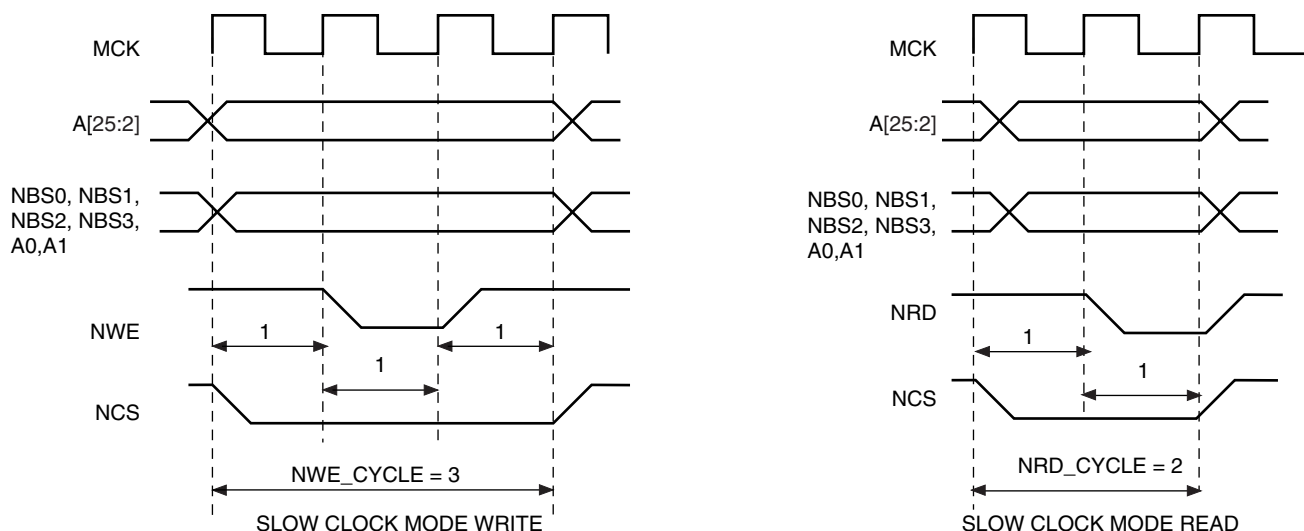 MCK
A[25:2]
NBS0, NBS1,
NBS2, NBS3,
A0,A1
NWE
1
1
1
NCS
NWE_CYCLE = 3
SLOW CLOCK MODE WRITE
MCK
A[25:2]
NBS0, NBS1,
NBS2, NBS3,
A0,A1
NRD
1
1
NCS
NRD_CYCLE = 2
SLOW CLOCK MODE READ